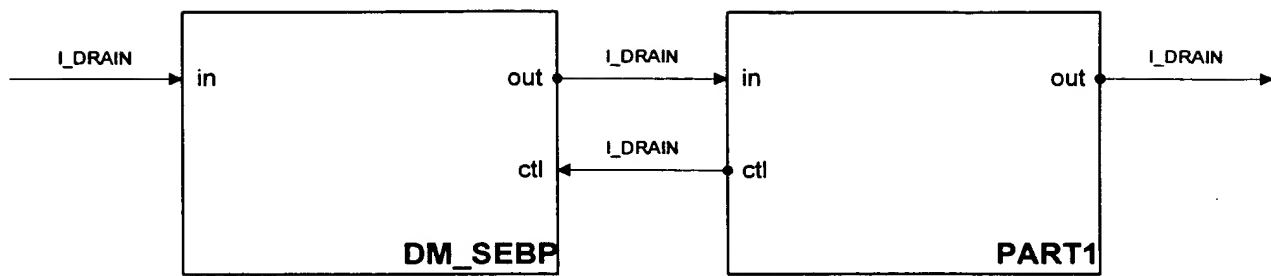 I_DRAIN I_DRAIN I_DRAIN
in out in out
I_DRAIN
ctl ctl
DM_SEBP PART1